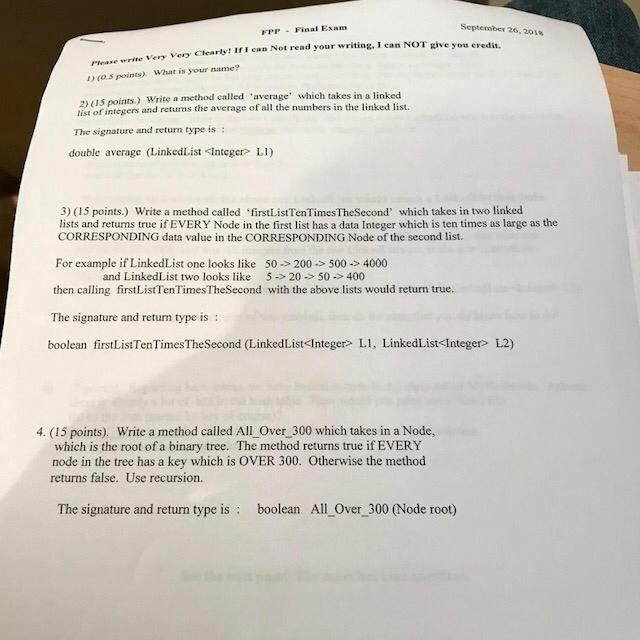 FPP - Final Exam
September 26, 2018
Please write Very Very Clearly! If I can Not read your writing, I can NOT give you credit.
1) (0.5 points). What is your name?
2) (15 points.) Write a method called 'average' which takes in a linked
list of integers and returns the average of all the numbers in the linked list.
The signature and return type is :
double average (LinkedList <Integer> L1)
3) (15 points.) Write a method called 'firstListTenTimesTheSecond' which takes in two linked
lists and returns true if EVERY Node in the first list has a data Integer which is ten times as large as the
CORRESPONDING data value in the CORRESPONDING Node of the second list.
For example if LinkedList one looks like 50 -> 200 -> 500 -> 4000
and LinkedList two looks like 5 -> 20 -> 50 -> 400
then calling firstListTenTimesTheSecond with the above lists would return true.
The signature and return type is :
boolean firstListTenTimesTheSecond (LinkedList<Integer> L1, LinkedList<Integer> L2)
4. (15 points). Write a method called All_Over_300 which takes in a Node,
which is the root of a binary tree. The method returns true if EVERY
node in the tree has a key which is OVER 300. Otherwise the method
returns false. Use recursion.
The signature and return type is : boolean All_Over_300 (Node root)